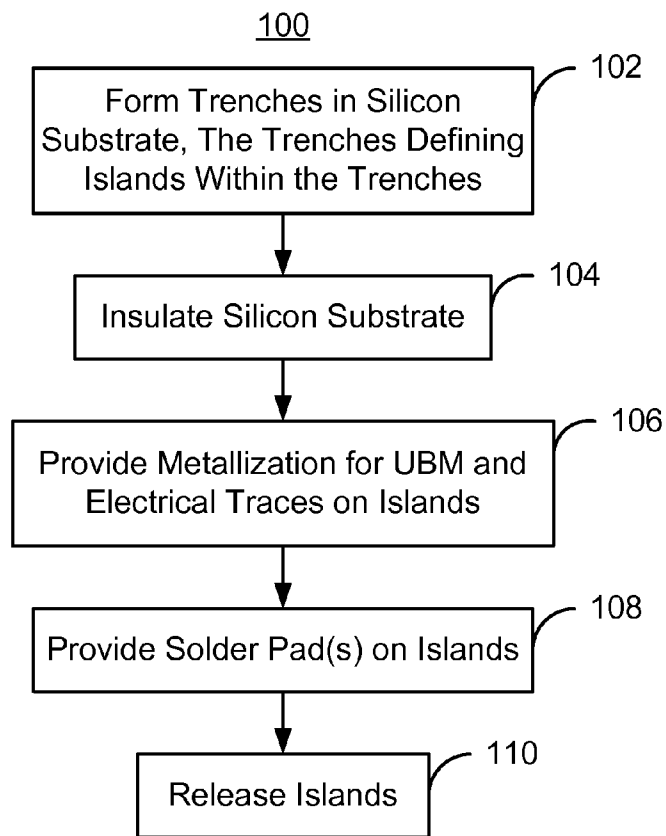 100
102
Form Trenches in Silicon
Substrate, The Trenches Defining
Islands Within the Trenches
104
Insulate Silicon Substrate
106
Provide Metallization for UBM and
Electrical Traces on Islands
108
Provide Solder Pad(s) on Islands
110
Release Islands